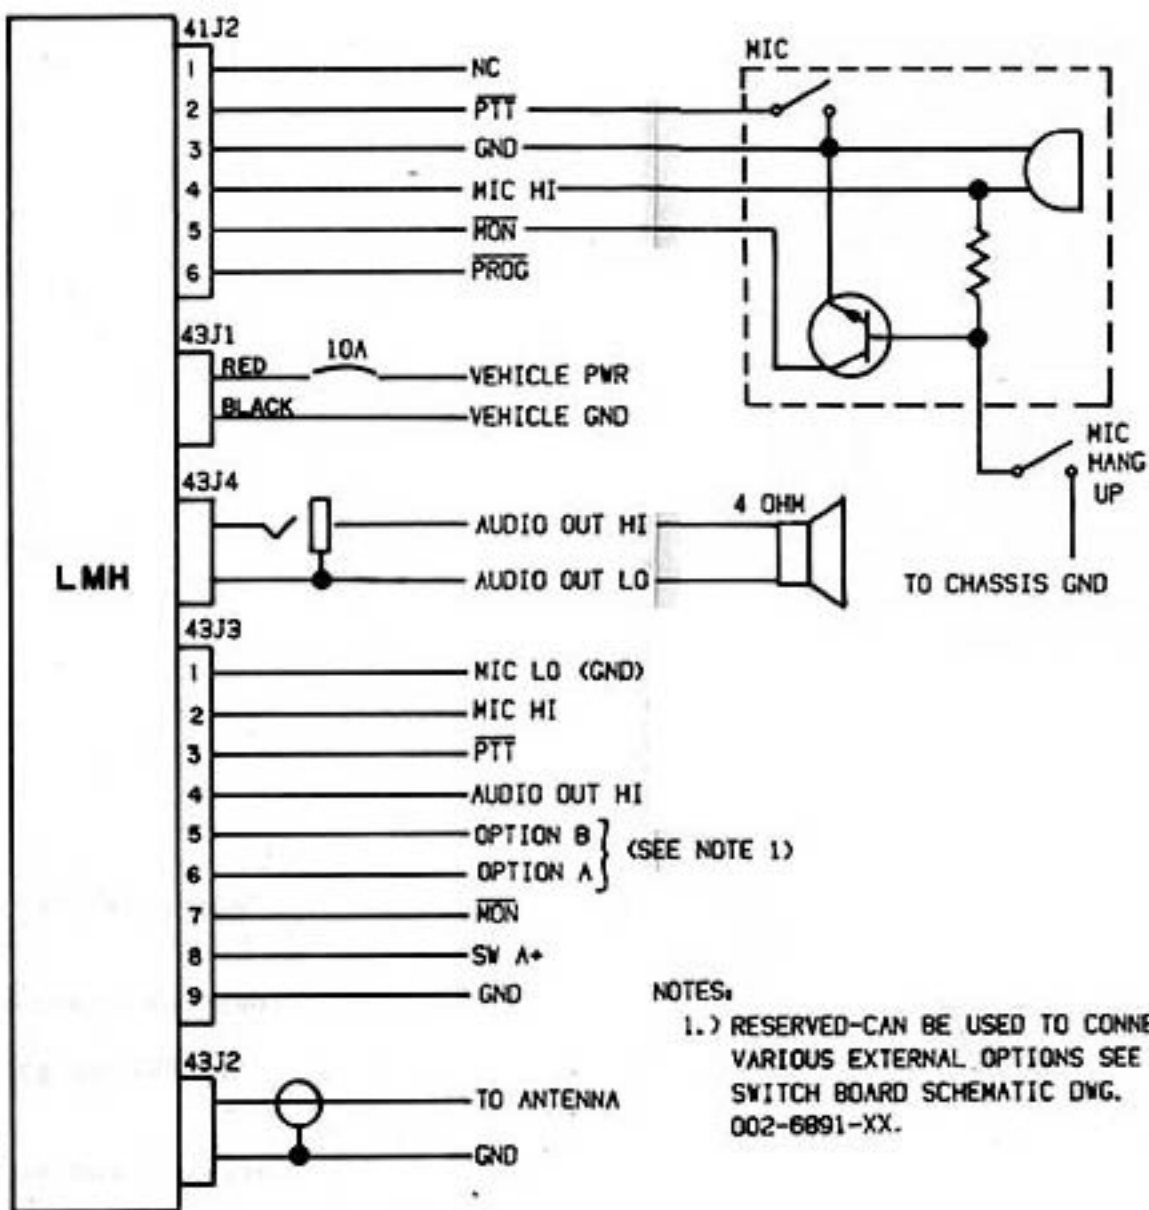 41J2
MIC
1 NC
2 PTT
3 GND
4 MIC HI
5 MON
6 PROG
43J1
RED 10A VEHICLE PWR
BLACK VEHICLE GND
MIC
HANG
UP
43J4
4 OHM
AUDIO OUT HI
LMH
AUDIO OUT LO
TO CHASSIS GND
43J3
1 MIC LO (GND)
2 MIC HI
3 PTT
4 AUDIO OUT HI
5 OPTION B
(SEE NOTE 1)
6 OPTION A
7 MON
8 SW A+
9 GND
NOTES:
1.) RESERVED-CAN BE USED TO CONNE
VARIOUS EXTERNAL OPTIONS SEE
SWITCH BOARD SCHEMATIC DWG.
002-6891-XX.
43J2
TO ANTENNA
GND